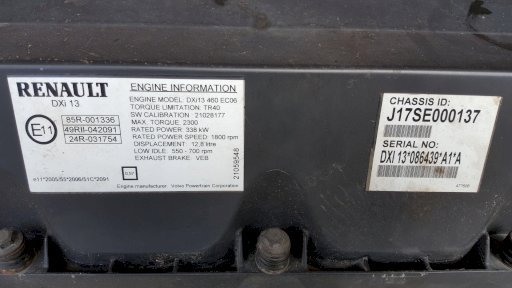 RENAULT
DXi 13
E11
85R-001336
49RII-042091
24R-031754
e11*2005/55*2006/51C*2091
0.57
ENGINE INFORMATION
ENGINE MODEL: DXi13 460 EC06
TORQUE LIMITATION: TR40
SW CALIBRATION: 21028177
MAX. TORQUE: 2300
RATED POWER: 338 kW
RATED POWER SPEED: 1800 rpm
DISPLACEMENT: 12,8 litre
LOW IDLE: 550 - 700 rpm
EXHAUST BRAKE: VEB
Engine manufacturer: Volvo Powertrain Corporation
21059548
CHASSIS ID:
J17SE000137
SERIAL NO:
DXI 13*086439*A1*A